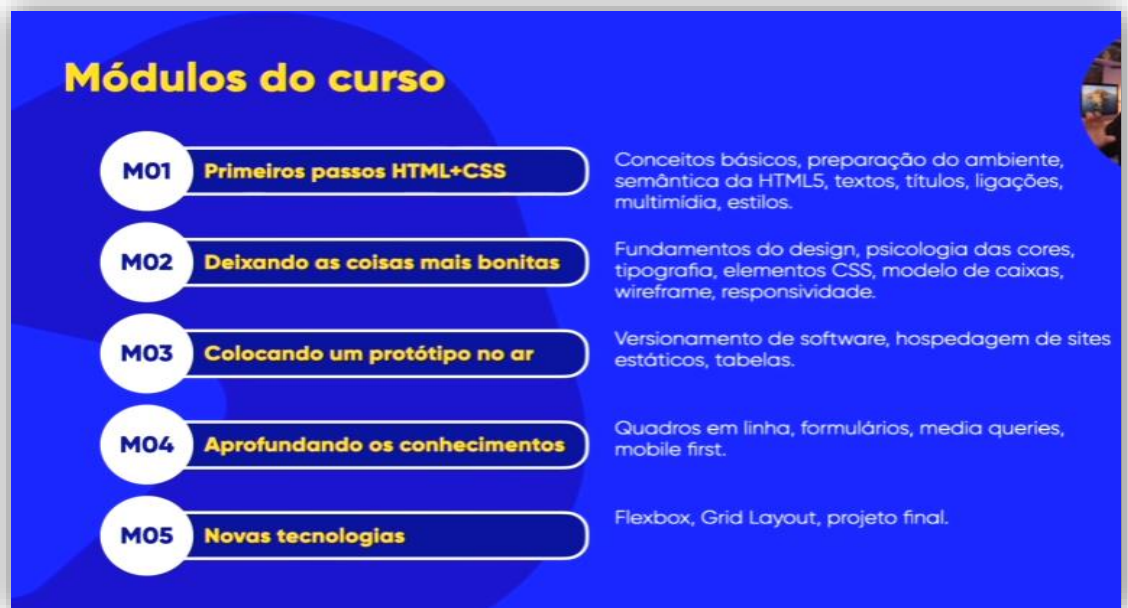 Módulos do curso
M01
Primeiros passos HTML+CSS
Conceitos básicos, preparação do ambiente,
semântica da HTML5, textos, títulos, ligações,
multimídia, estilos.
M02
Deixando as coisas mais bonitas
Fundamentos do design, psicologia das cores,
tipografia, elementos CSS, modelo de caixas,
wireframe, responsividade.
M03
Colocando um protótipo no ar
Versionamento de software, hospedagem de sites
estáticos, tabelas.
M04
Aprofundando os conhecimentos
Quadros em linha, formulários, media queries,
mobile first.
M05
Novas tecnologias
Flexbox, Grid Layout, projeto final.